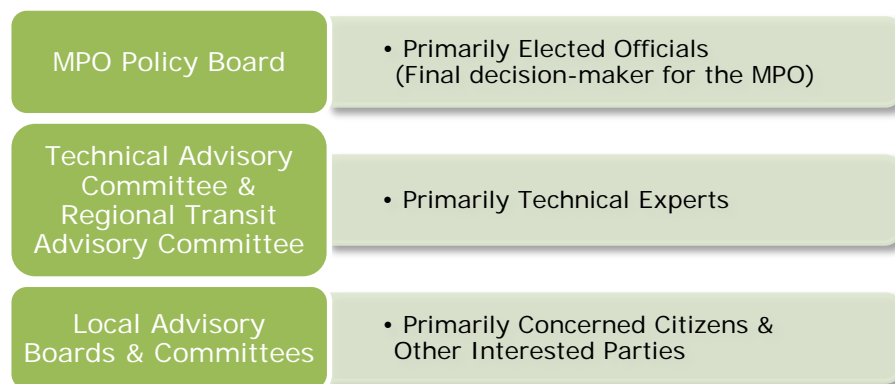 MPO Policy Board
• Primarily Elected Officials
(Final decision-maker for the MPO)
Technical Advisory
Committee &
Regional Transit
Advisory Committee
• Primarily Technical Experts
Local Advisory
Boards & Committees
• Primarily Concerned Citizens &
Other Interested Parties